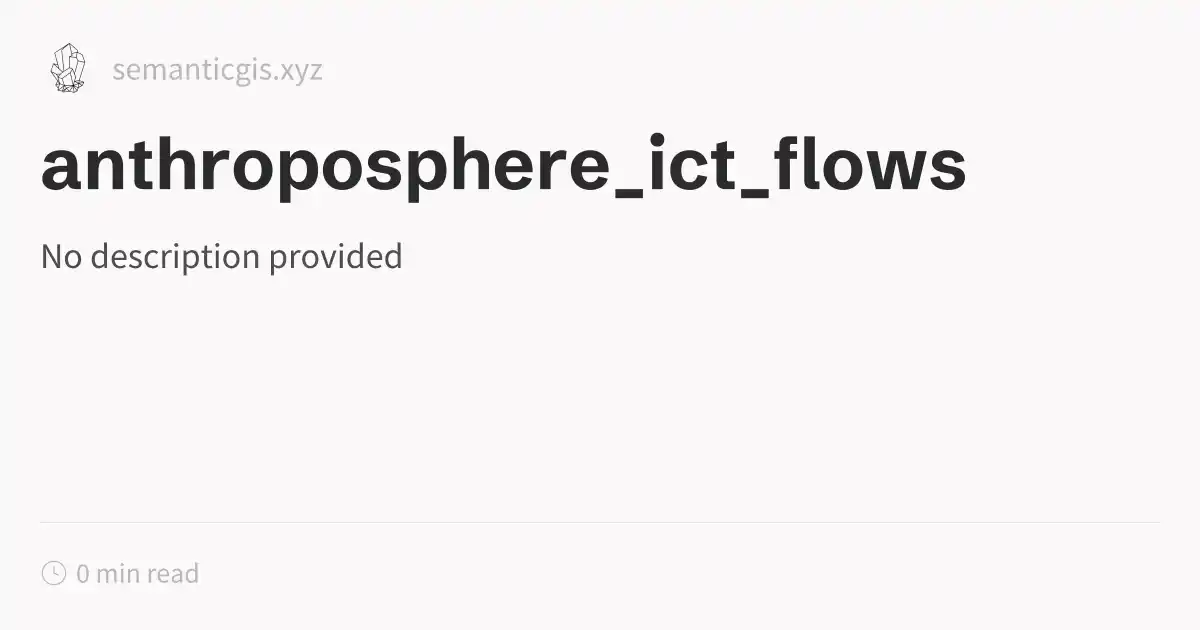 semanticgis.xyz
anthroposphere_ict_flows
No description provided
0 min read